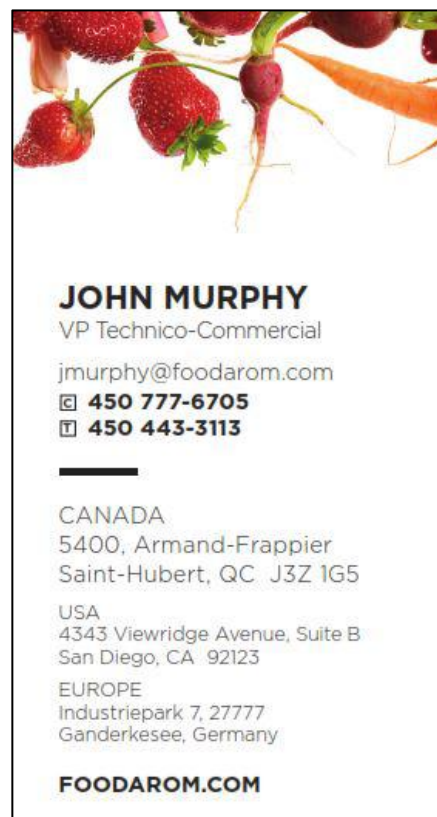 JOHN MURPHY
VP Technico-Commercial
jmurphy@foodarom.com
C 450 777-6705
T 450 443-3113
CANADA
5400, Armand-Frappier
Saint-Hubert, QC J3Z 1G5
USA
4343 Viewridge Avenue, Suite B
San Diego, CA 92123
EUROPE
Industriepark 7, 27777
Ganderkesee, Germany
FOODAROM.COM